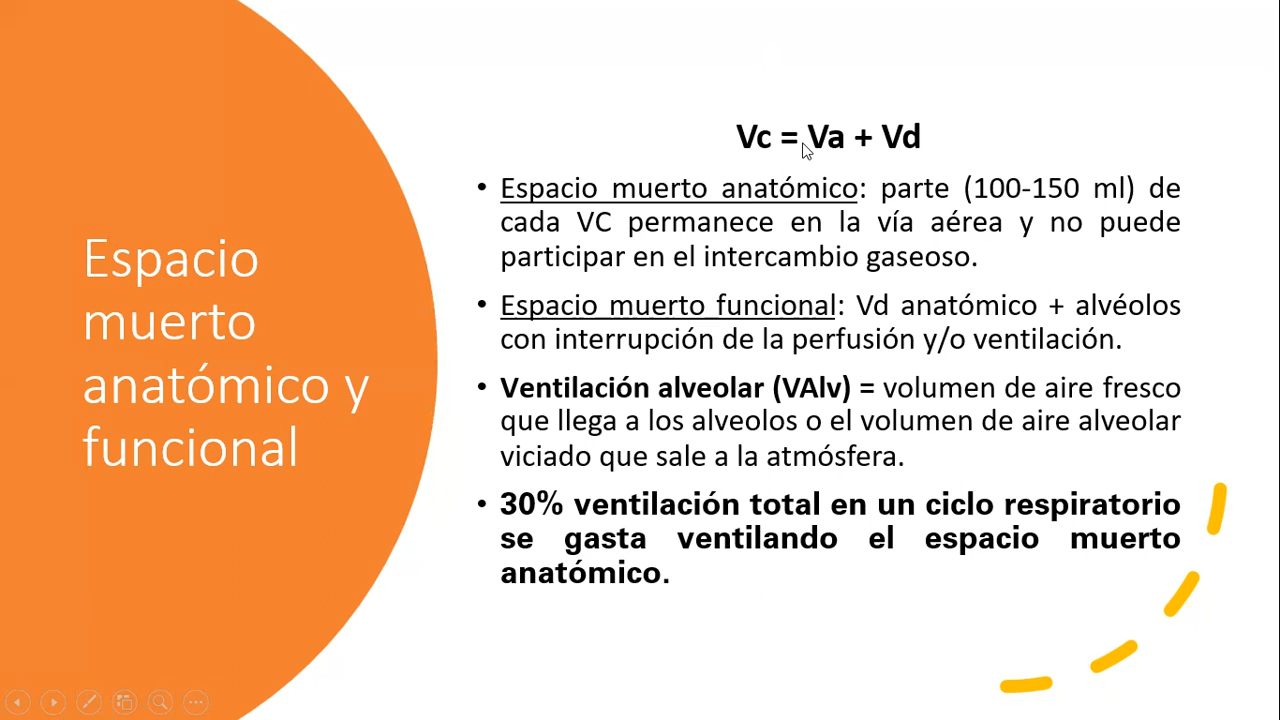 Espacio
muerto
anatómico y
funcional
Vc = Va + Vd
• Espacio muerto anatómico: parte (100-150 ml) de
cada VC permanece en la vía aérea y no puede
participar en el intercambio gaseoso.
• Espacio muerto funcional: Vd anatómico + alvéolos
con interrupción de la perfusión y/o ventilación.
• Ventilación alveolar (VAlv) = volumen de aire fresco
que llega a los alveolos o el volumen de aire alveolar
viciado que sale a la atmósfera.
• 30% ventilación total en un ciclo respiratorio
se gasta ventilando el espacio muerto
anatómico.